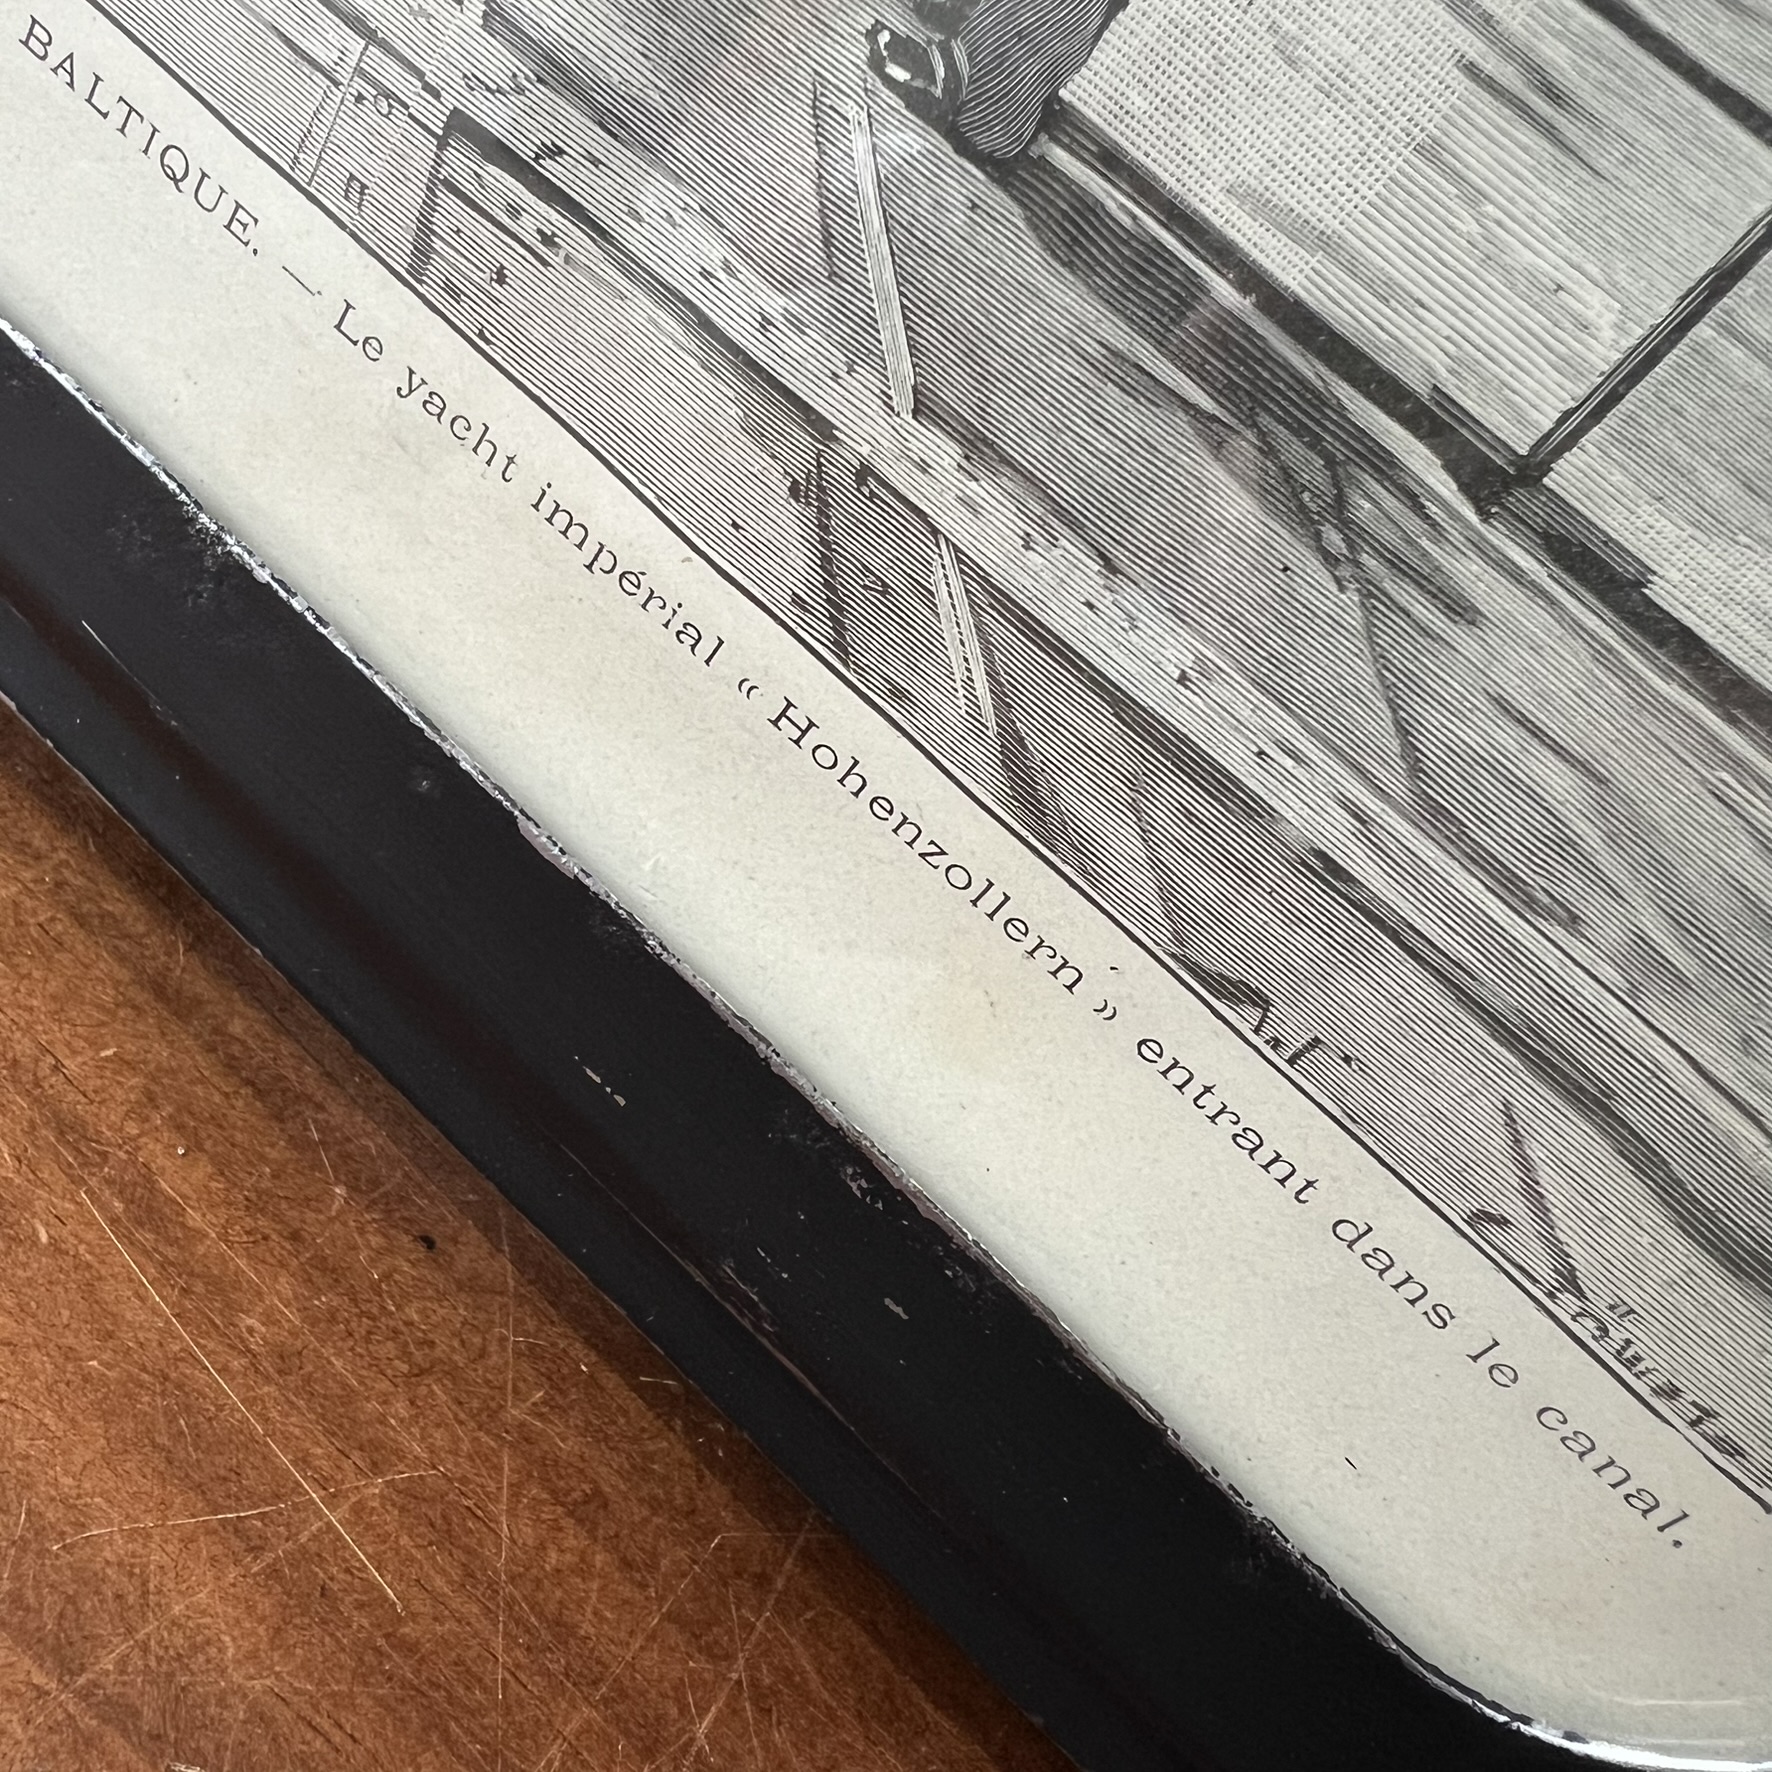 BALTIQUE. — Le yacht impérial « Hohenzollern » entrant dans le canal.